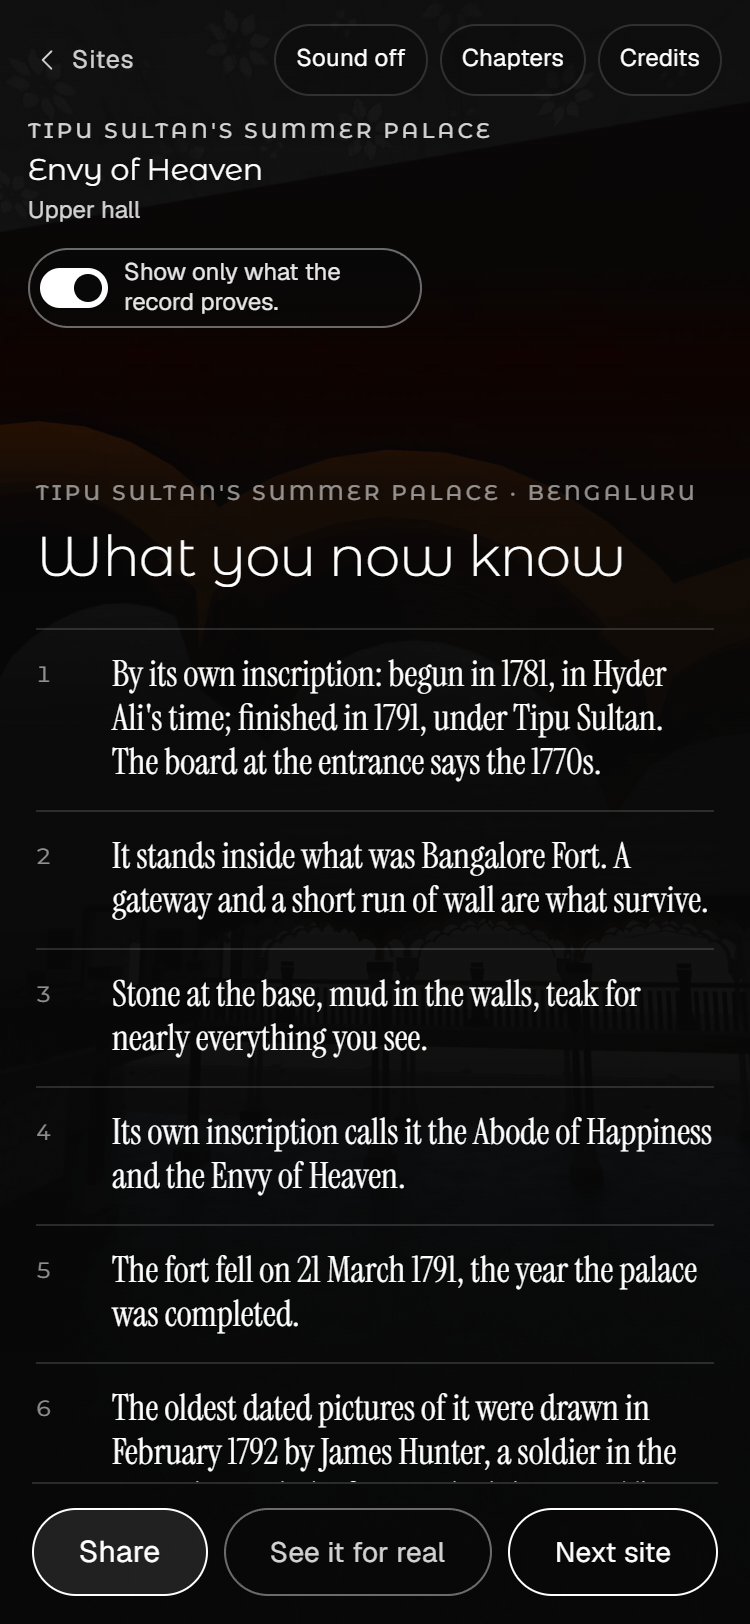 Sites
Sound off
Chapters
Credits
TIPU SULTAN'S SUMMER PALACE
Envy of Heaven
Upper hall
Show only what the
record proves.
TIPU SULTAN'S SUMMER PALACE · BENGALURU
What you now know
1
By its own inscription: begun in 1781, in Hyder
Ali's time; finished in 1791, under Tipu Sultan.
The board at the entrance says the 1770s.
2
It stands inside what was Bangalore Fort. A
gateway and a short run of wall are what survive.
3
Stone at the base, mud in the walls, teak for
nearly everything you see.
4
Its own inscription calls it the Abode of Happiness
and the Envy of Heaven.
5
The fort fell on 21 March 1791, the year the palace
was completed.
6
The oldest dated pictures of it were drawn in
February 1792 by James Hunter, a soldier in the
Share
See it for real
Next site